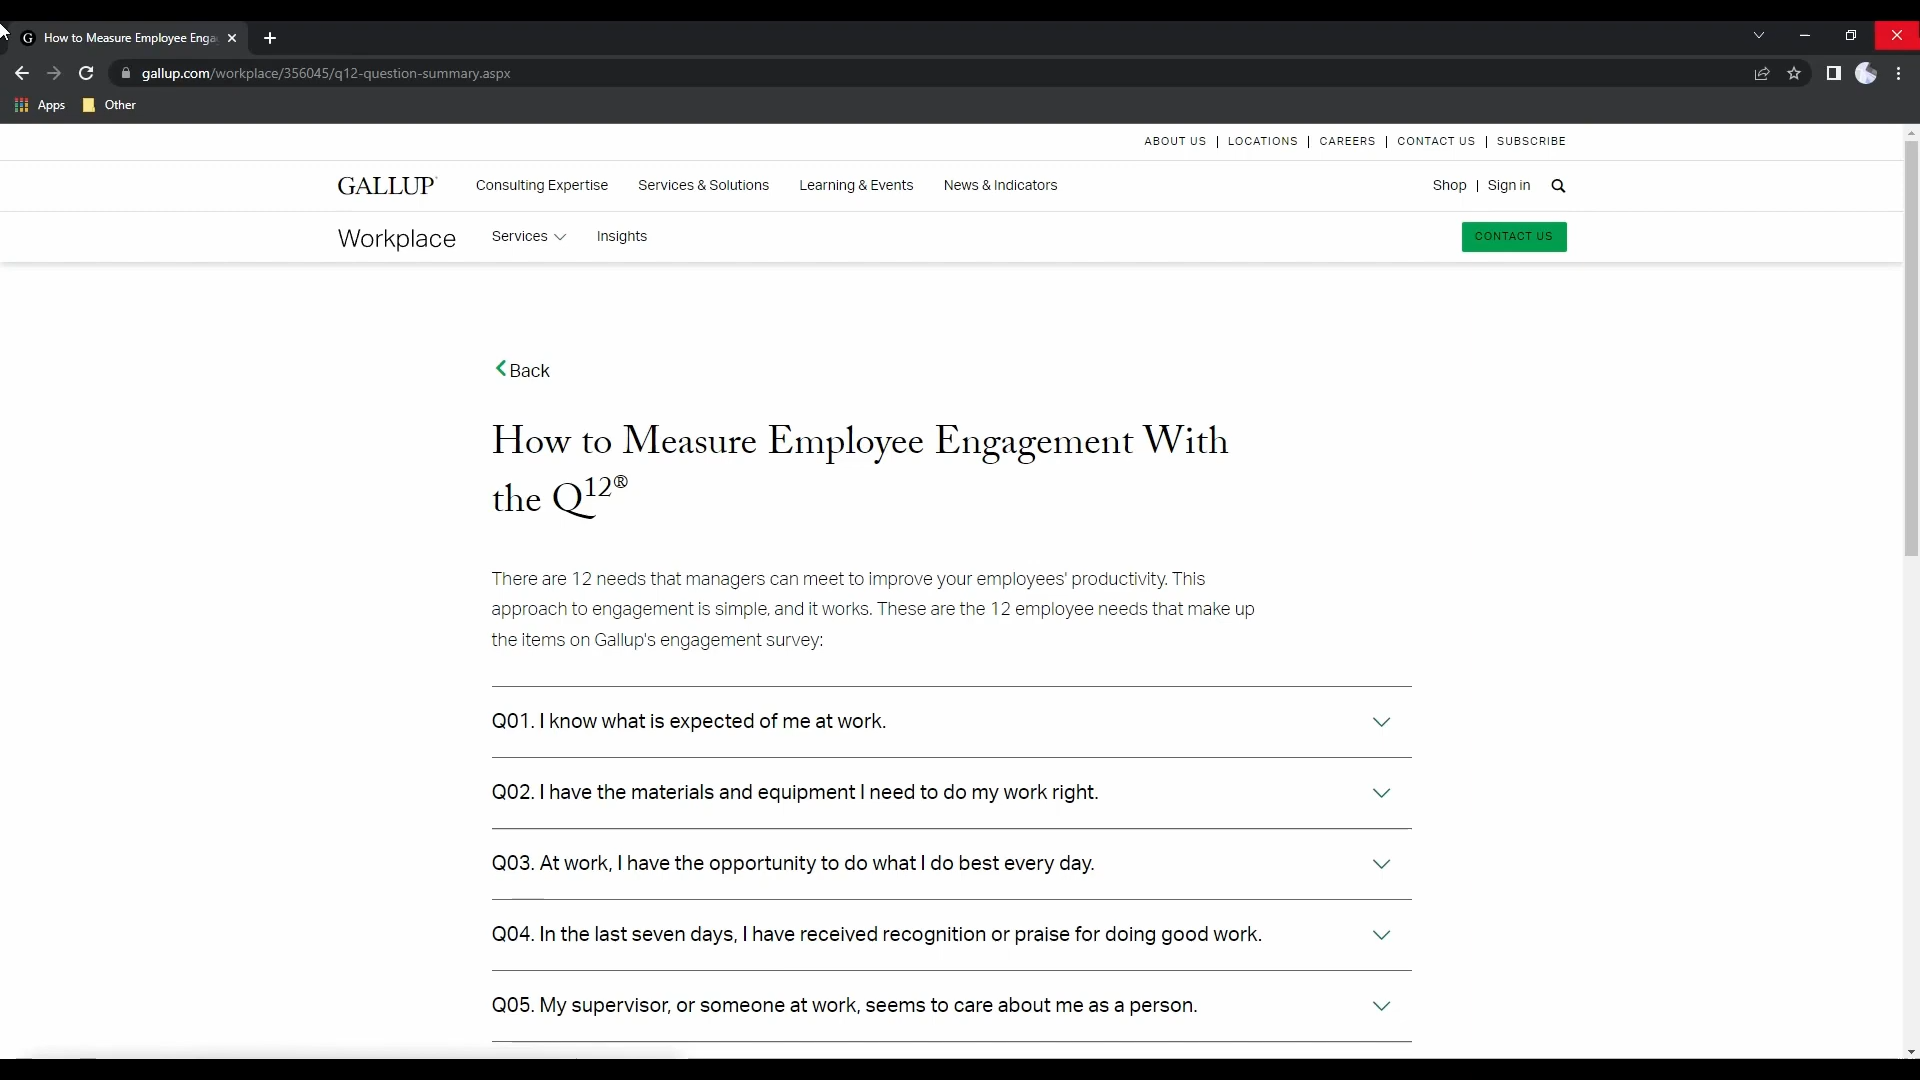 How to Measure Employee Enga
gallup.com/workplace/356045/q12-question-summary.aspx
Apps Other
ABOUT US | LOCATIONS | CAREERS | CONTACT US | SUBSCRIBE
GALLUP Consulting Expertise Services & Solutions Learning & Events News & Indicators Shop | Sign in
Workplace Services Insights CONTACT US
Back
How to Measure Employee Engagement With
the Q12®
There are 12 needs that managers can meet to improve your employees' productivity. This
approach to engagement is simple, and it works. These are the 12 employee needs that make up
the items on Gallup's engagement survey:
Q01. I know what is expected of me at work.
Q02. I have the materials and equipment I need to do my work right.
Q03. At work, I have the opportunity to do what I do best every day.
Q04. In the last seven days, I have received recognition or praise for doing good work.
Q05. My supervisor, or someone at work, seems to care about me as a person.